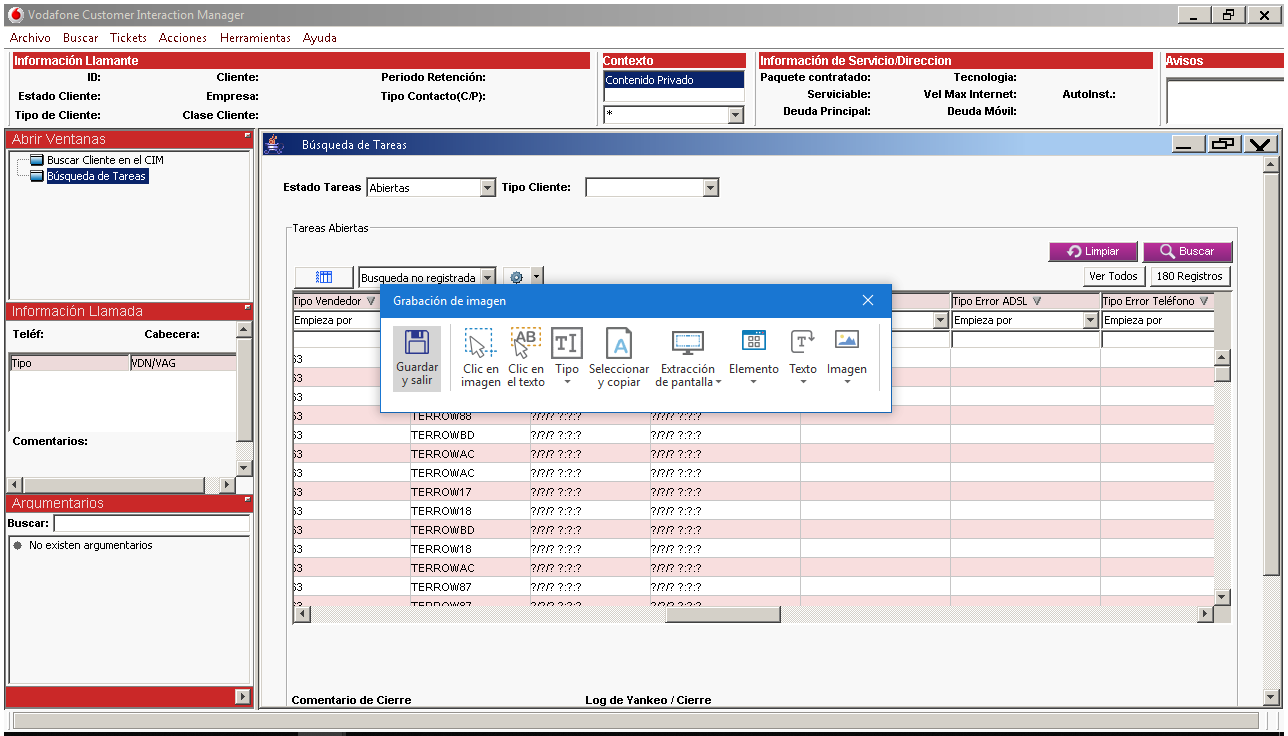 Vodafone Customer Interaction Manager
Archivo Buscar Tickets Acciones Herramientas Ayuda
Información Llamante
ID: Cliente: Periodo Retención:
Estado Cliente: Empresa: Tipo Contacto(C/P):
Tipo de Cliente: Clase Cliente:
Contexto
Contenido Privado
*
Información de Servicio/Direccion
Paquete contratado: Tecnologia:
Serviciable: Vel Max Internet: AutoInst.:
Deuda Principal: Deuda Móvil:
Avisos
Abrir Ventanas
Buscar Cliente en el CIM
Búsqueda de Tareas
Información Llamada
Teléf: Cabecera:
Tipo VDN/VAG
Comentarios:
Argumentarios
Buscar:
No existen argumentarios
Búsqueda de Tareas
Estado Tareas Abiertas Tipo Cliente:
Tareas Abiertas
Limpiar Buscar
Busqueda no registrada Ver Todos 180 Registros
Tipo Vendedor Tipo Error ADSL Tipo Error Teléfono
Empieza por Empieza por Empieza por
Grabación de imagen
Guardar y salir
Clic en imagen
Clic en el texto
Tipo
Seleccionar y copiar
Extracción de pantalla
Elemento
Texto
Imagen
63
63
63
63 TERROW88 ?/?/? ?:?:? ?/?/? ?:?:?
63 TERROWBD ?/?/? ?:?:? ?/?/? ?:?:?
63 TERROWAC ?/?/? ?:?:? ?/?/? ?:?:?
63 TERROWAC ?/?/? ?:?:? ?/?/? ?:?:?
63 TERROW17 ?/?/? ?:?:? ?/?/? ?:?:?
63 TERROW18 ?/?/? ?:?:? ?/?/? ?:?:?
63 TERROWBD ?/?/? ?:?:? ?/?/? ?:?:?
63 TERROW18 ?/?/? ?:?:? ?/?/? ?:?:?
63 TERROWAC ?/?/? ?:?:? ?/?/? ?:?:?
63 TERROW87 ?/?/? ?:?:? ?/?/? ?:?:?
63 TERROW87 ?/?/? ?:?:? ?/?/? ?:?:?
Comentario de Cierre Log de Yankeo / Cierre